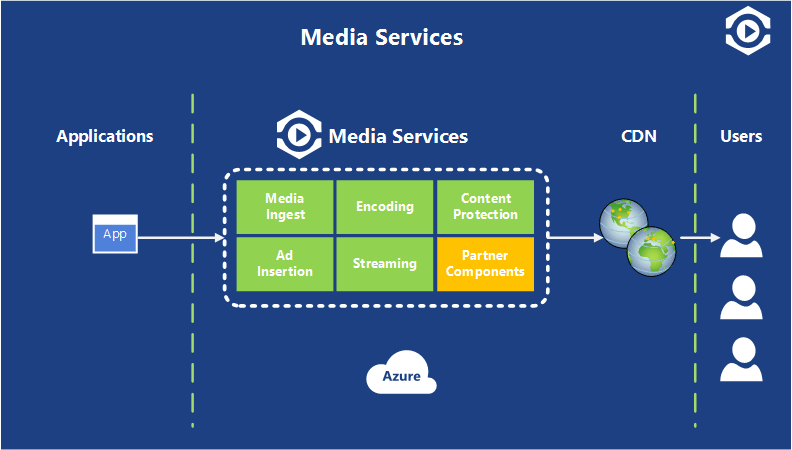 Media Services
Applications
Media Services
CDN
Users
App
Media
Ingest
Encoding
Content
Protection
Ad
Insertion
Streaming
Partner
Components
Azure